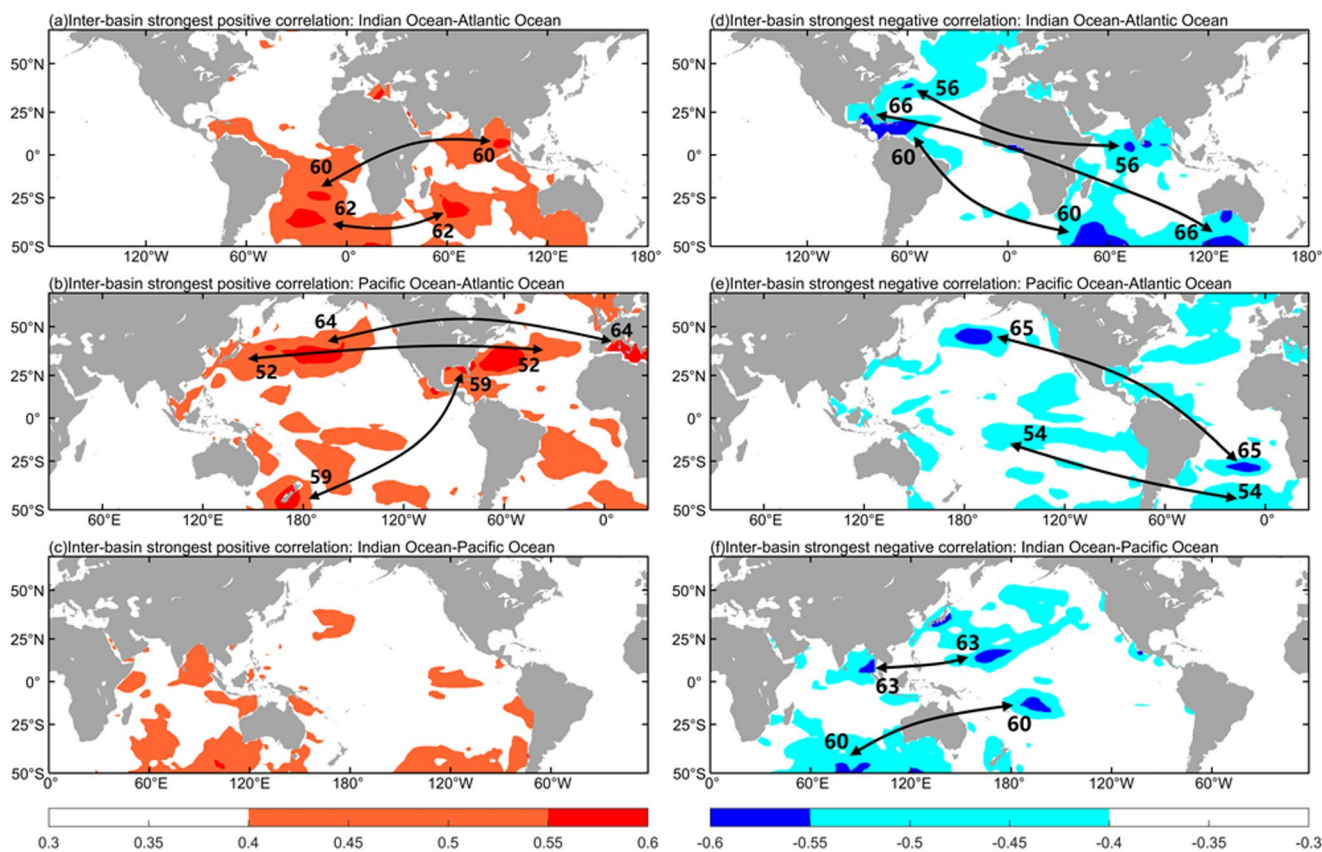 (a)Inter-basin strongest positive correlation: Indian Ocean-Atlantic Ocean
50°N
25°N
0°
25°S
50°S
60
60
62
62
120°W
60°W
0°
60°E
120°E
180°
(b)Inter-basin strongest positive correlation: Pacific Ocean-Atlantic Ocean
50°N
25°N
0°
25°S
50°S
64
64
52
52
59
59
60°E
120°E
180°
120°W
60°W
0°
(c)Inter-basin strongest positive correlation: Indian Ocean-Pacific Ocean
50°N
25°N
0°
25°S
50°S
0°
60°E
120°E
180°
120°W
60°W
0.3
0.35
0.4
0.45
0.5
0.55
0.6
(d)Inter-basin strongest negative correlation: Indian Ocean-Atlantic Ocean
50°N
25°N
0°
25°S
50°S
56
66
60
56
60
66
120°W
60°W
0°
60°E
120°E
180°
(e)Inter-basin strongest negative correlation: Pacific Ocean-Atlantic Ocean
50°N
25°N
0°
25°S
50°S
65
54
65
54
60°E
120°E
180°
120°W
60°W
0°
(f)Inter-basin strongest negative correlation: Indian Ocean-Pacific Ocean
50°N
25°N
0°
25°S
50°S
63
63
60
60
0°
60°E
120°E
180°
120°W
60°W
-0.6
-0.55
-0.5
-0.45
-0.4
-0.35
-0.3